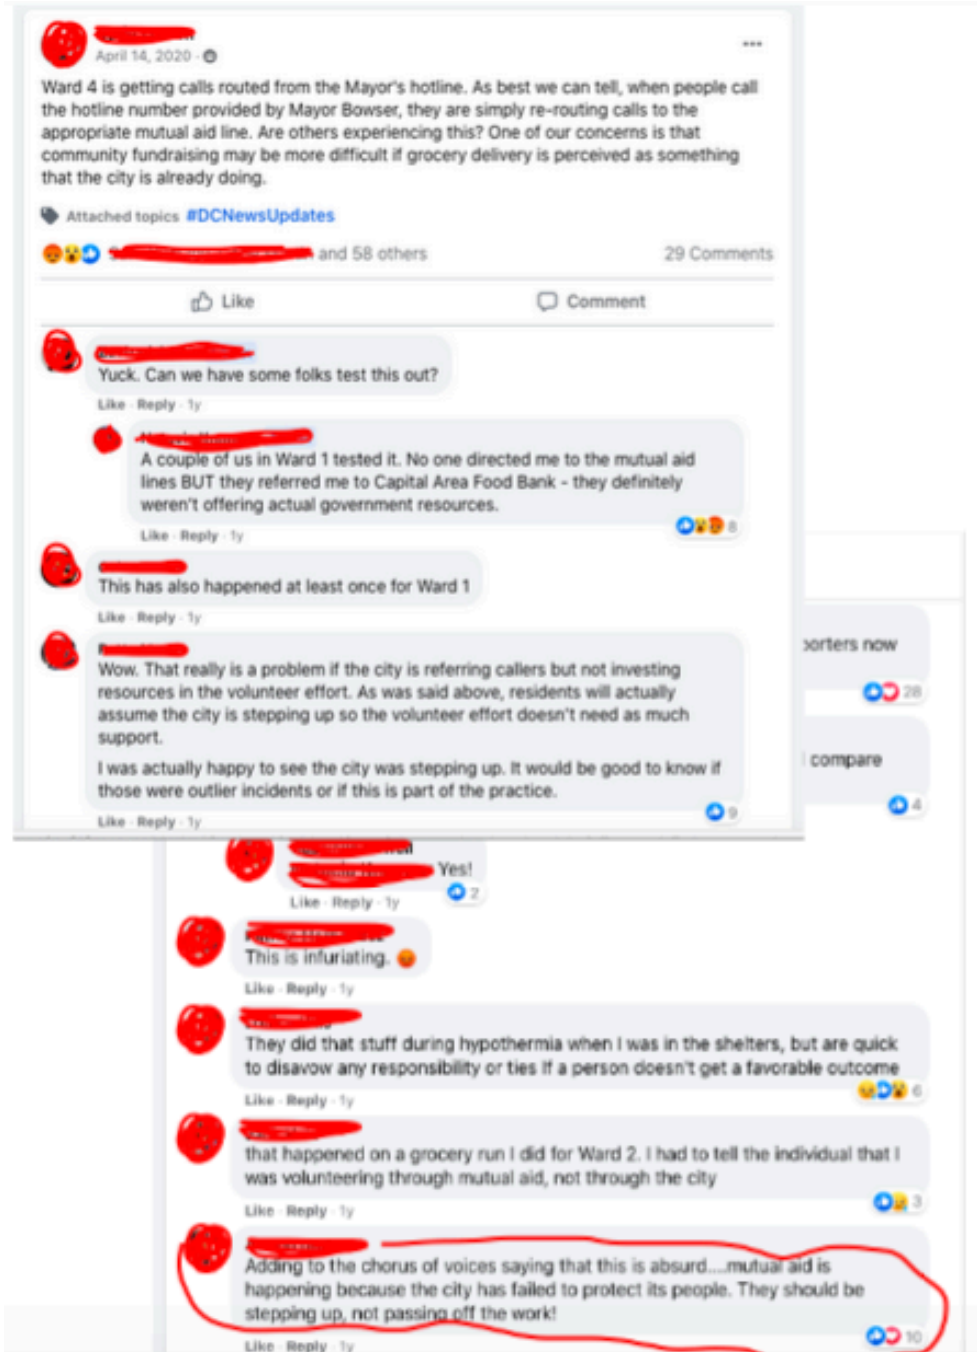 April 14, 2020
Ward 4 is getting calls routed from the Mayor's hotline. As best we can tell, when people call
the hotline number provided by Mayor Bowser, they are simply re-routing calls to the
appropriate mutual aid line. Are others experiencing this? One of our concerns is that
community fundraising may be more difficult if grocery delivery is perceived as something
that the city is already doing.
Attached topics #DCNewsUpdates
and 58 others 29 Comments
Like Comment
Yuck. Can we have some folks test this out?
Like · Reply · 1y
A couple of us in Ward 1 tested it. No one directed me to the mutual aid
lines BUT they referred me to Capital Area Food Bank - they definitely
weren't offering actual government resources.
8
Like · Reply · 1y
This has also happened at least once for Ward 1
Like · Reply · 1y
Wow. That really is a problem if the city is referring callers but not investing
resources in the volunteer effort. As was said above, residents will actually
assume the city is stepping up so the volunteer effort doesn't need as much
support.
I was actually happy to see the city was stepping up. It would be good to know if
those were outlier incidents or if this is part of the practice.
9
Like · Reply · 1y
porters now
28
compare
4
Yes!
2
Like · Reply · 1y
This is infuriating.
Like · Reply · 1y
They did that stuff during hypothermia when I was in the shelters, but are quick
to disavow any responsibility or ties if a person doesn't get a favorable outcome
6
Like · Reply · 1y
that happened on a grocery run I did for Ward 2. I had to tell the individual that I
was volunteering through mutual aid, not through the city
3
Like · Reply · 1y
Adding to the chorus of voices saying that this is absurd....mutual aid is
happening because the city has failed to protect its people. They should be
stepping up, not passing off the work!
10
Like · Reply · 1y